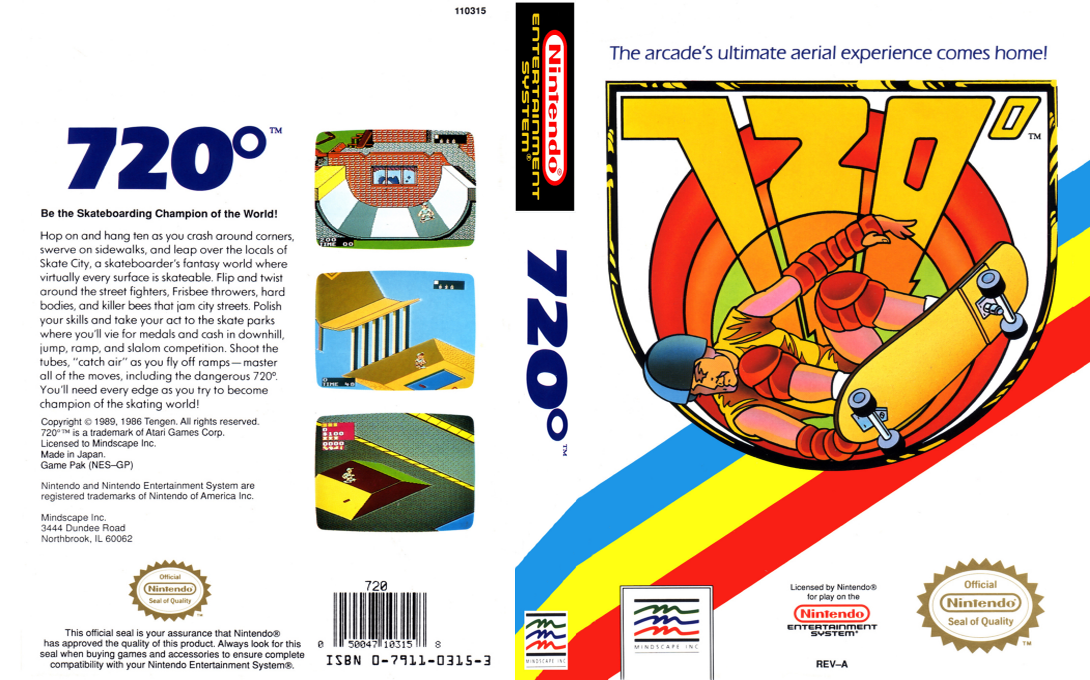 110315
720°™
Be the Skateboarding Champion of the World!
Hop on and hang ten as you crash around corners,
swerve on sidewalks, and leap over the locals of
Skate City, a skateboarder's fantasy world where
virtually every surface is skateable. Flip and twist
around the street fighters, Frisbee throwers, hard
bodies, and killer bees that jam city streets. Polish
your skills and take your act to the skate parks
where you'll vie for medals and cash in downhill,
jump, ramp, and slalom competition. Shoot the
tubes, "catch air" as you fly off ramps—master
all of the moves, including the dangerous 720°.
You'll need every edge as you try to become
champion of the skating world!
Copyright © 1989, 1986 Tengen. All rights reserved.
720°™ is a trademark of Atari Games Corp.
Licensed to Mindscape Inc.
Made in Japan.
Game Pak (NES–GP)
Nintendo and Nintendo Entertainment System are
registered trademarks of Nintendo of America Inc.
Mindscape Inc.
3444 Dundee Road
Northbrook, IL 60062
Official
Nintendo®
Seal of Quality
™
This official seal is your assurance that Nintendo®
has approved the quality of this product. Always look for this
seal when buying games and accessories to ensure complete
compatibility with your Nintendo Entertainment System®.
200
TIME 00
720
0 50047 10315 8
ISBN 0-7911-0315-3
Nintendo®
ENTERTAINMENT
SYSTEM®
720°™
MINDSCAPE INC
The arcade's ultimate aerial experience comes home!
720°™
MINDSCAPE INC
Licensed by Nintendo®
for play on the
Nintendo
ENTERTAINMENT
SYSTEM®
REV–A
Official
Nintendo®
Seal of Quality
™